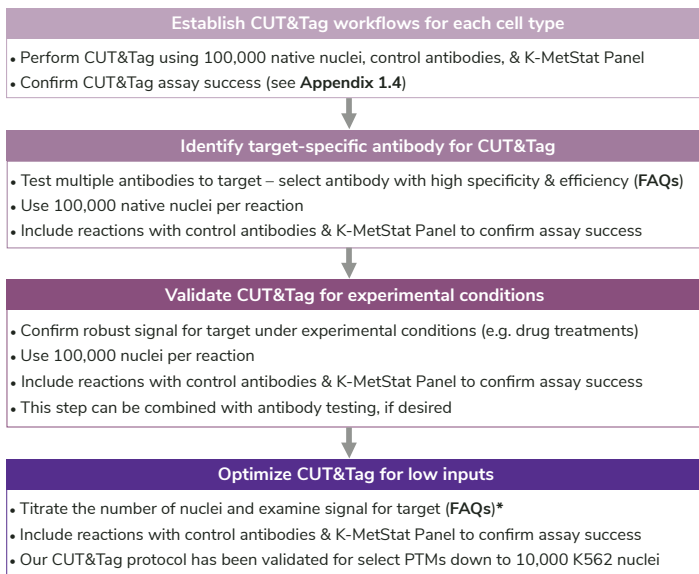 Establish CUT&Tag workflows for each cell type
• Perform CUT&Tag using 100,000 native nuclei, control antibodies, & K-MetStat Panel
• Confirm CUT&Tag assay success (see Appendix 1.4)
Identify target-specific antibody for CUT&Tag
• Test multiple antibodies to target – select antibody with high specificity & efficiency (FAQs)
• Use 100,000 native nuclei per reaction
• Include reactions with control antibodies & K-MetStat Panel to confirm assay success
Validate CUT&Tag for experimental conditions
• Confirm robust signal for target under experimental conditions (e.g. drug treatments)
• Use 100,000 nuclei per reaction
• Include reactions with control antibodies & K-MetStat Panel to confirm assay success
• This step can be combined with antibody testing, if desired
Optimize CUT&Tag for low inputs
• Titrate the number of nuclei and examine signal for target (FAQs)*
• Include reactions with control antibodies & K-MetStat Panel to confirm assay success
• Our CUT&Tag protocol has been validated for select PTMs down to 10,000 K562 nuclei